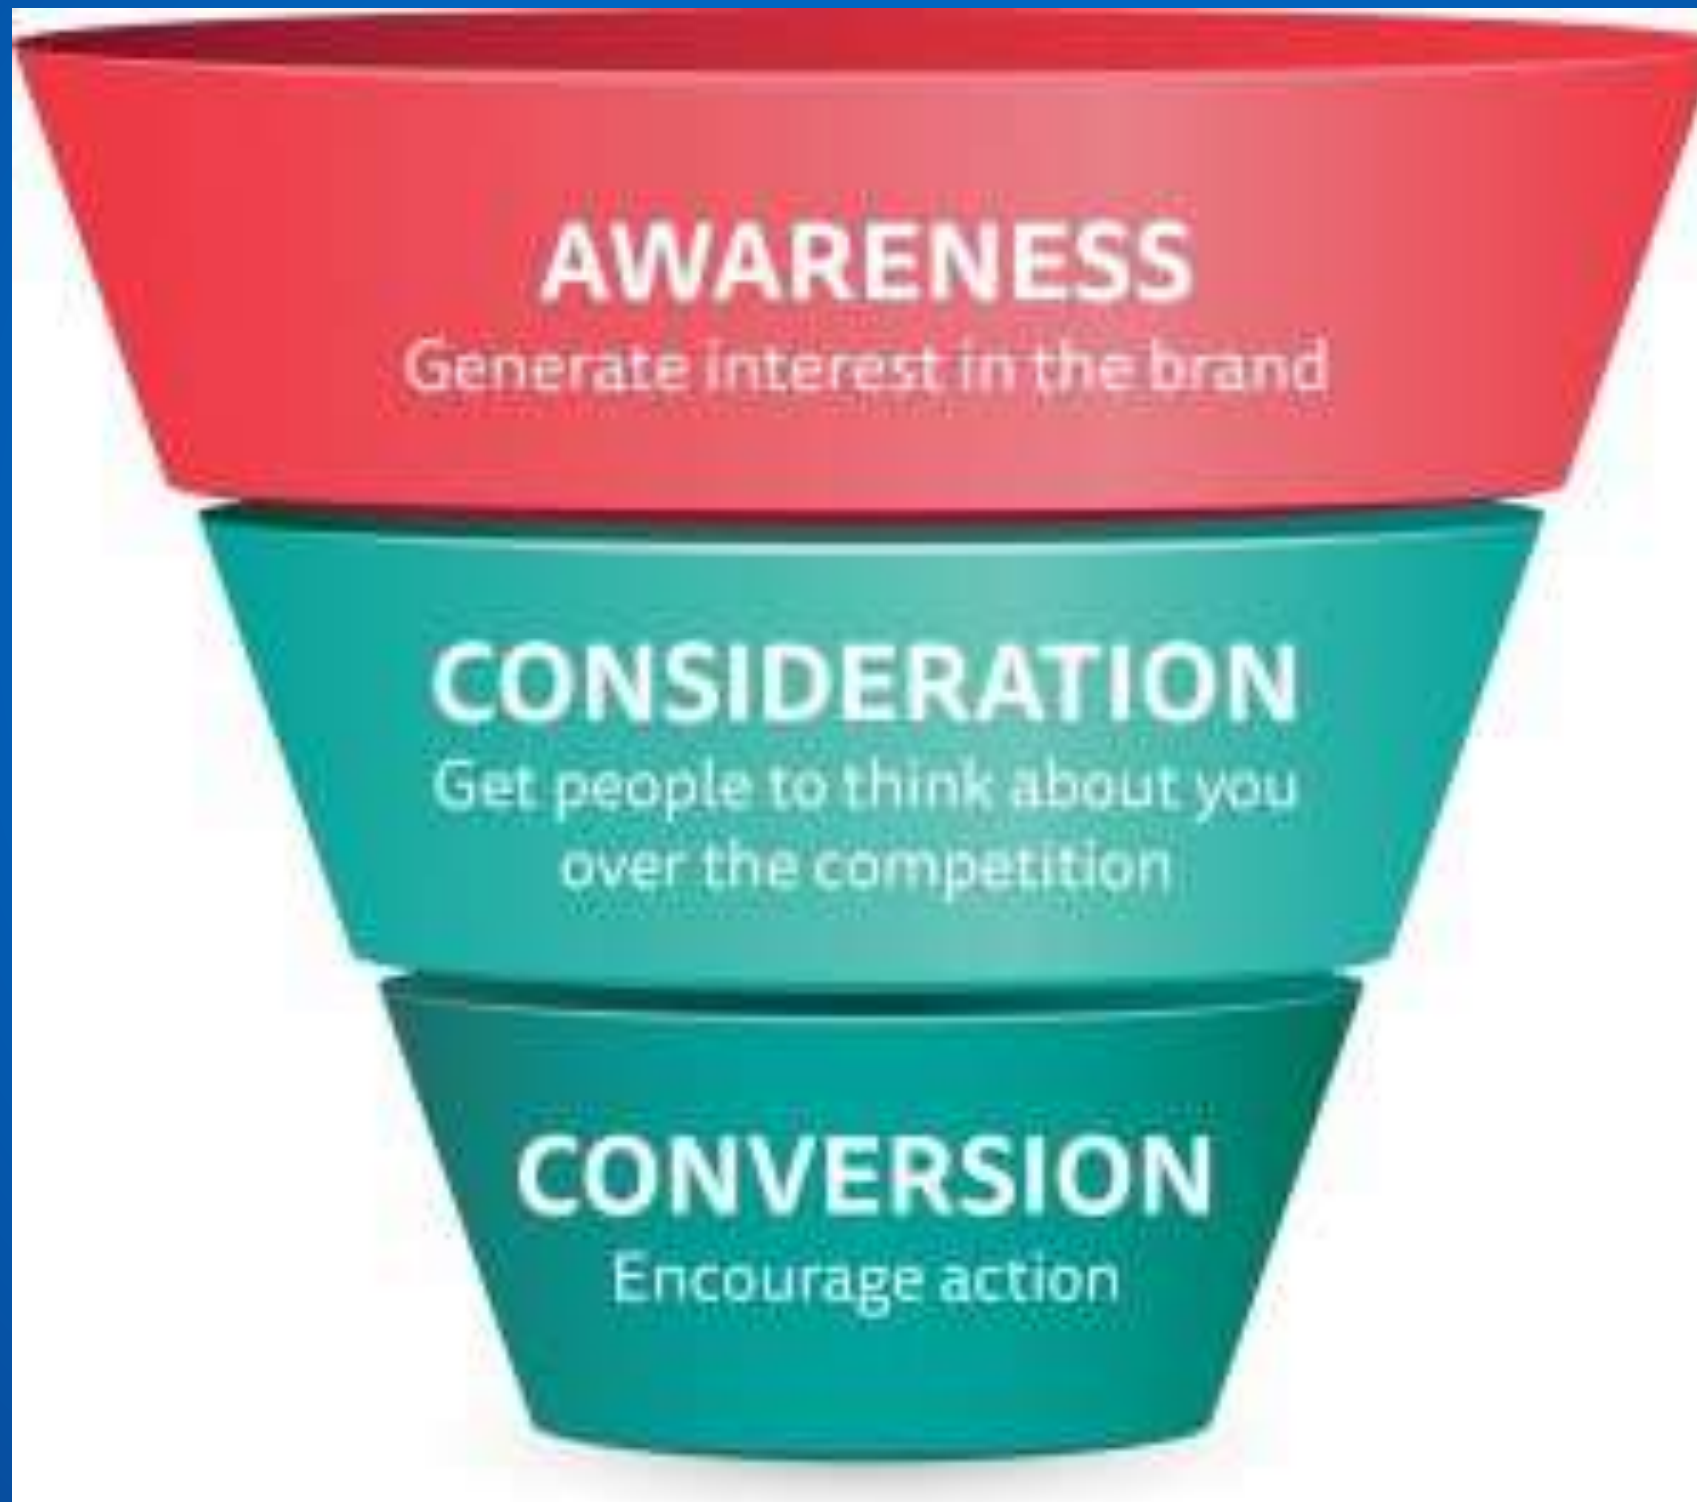 AWARENESS
Generate interest in the brand
CONSIDERATION
Get people to think about you
over the competition
CONVERSION
Encourage action